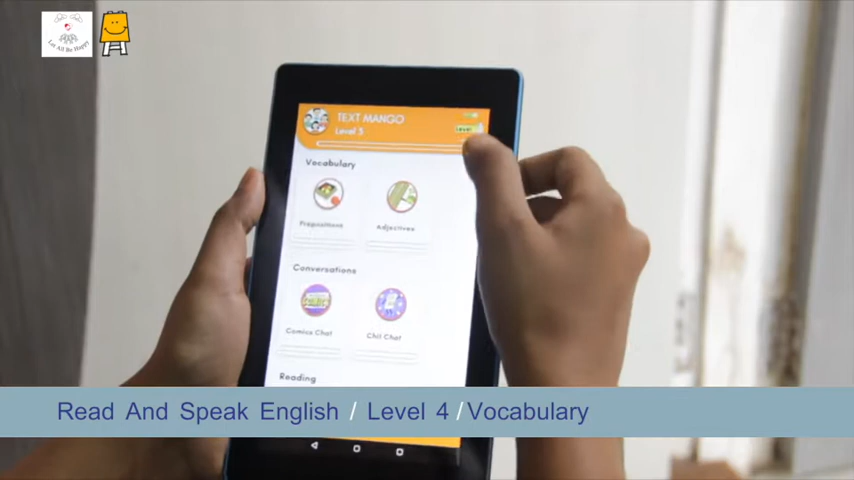 Let All Be Happy
TEXT MANGO
Level 5
Level
Vocabulary
Prepositions
Adjectives
Conversations
Comics Chat
Chit Chat
Reading
Read And Speak English / Level 4 / Vocabulary